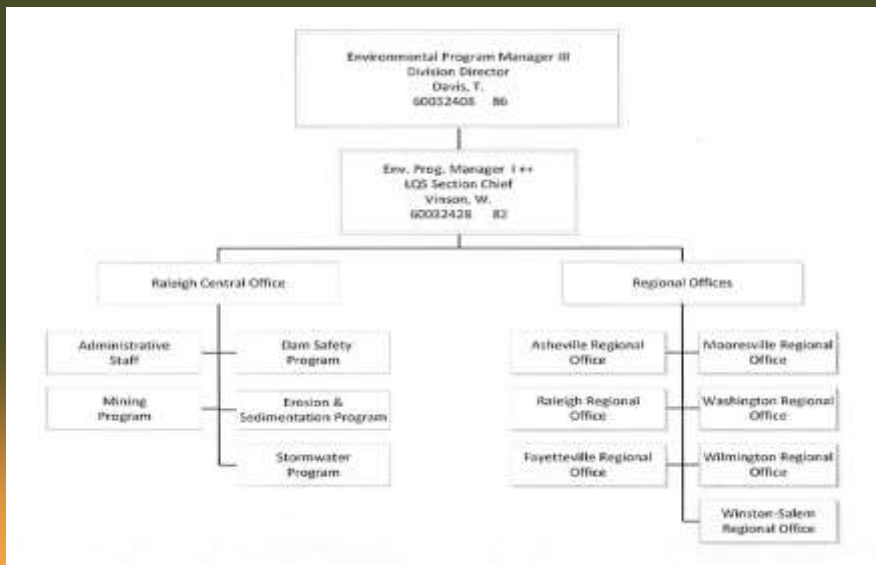 Environmental Program Manager III
Division Director
Davis, T.
60032408 86
Env. Prog. Manager I ++
LQS Section Chief
Vinson, W.
60032428 82
Raleigh Central Office
Regional Offices
Administrative
Staff
Dam Safety
Program
Mining
Program
Erosion &
Sedimentation Program
Stormwater
Program
Asheville Regional
Office
Mooresville Regional
Office
Raleigh Regional
Office
Washington Regional
Office
Fayetteville Regional
Office
Wilmington Regional
Office
Winston-Salem
Regional Office